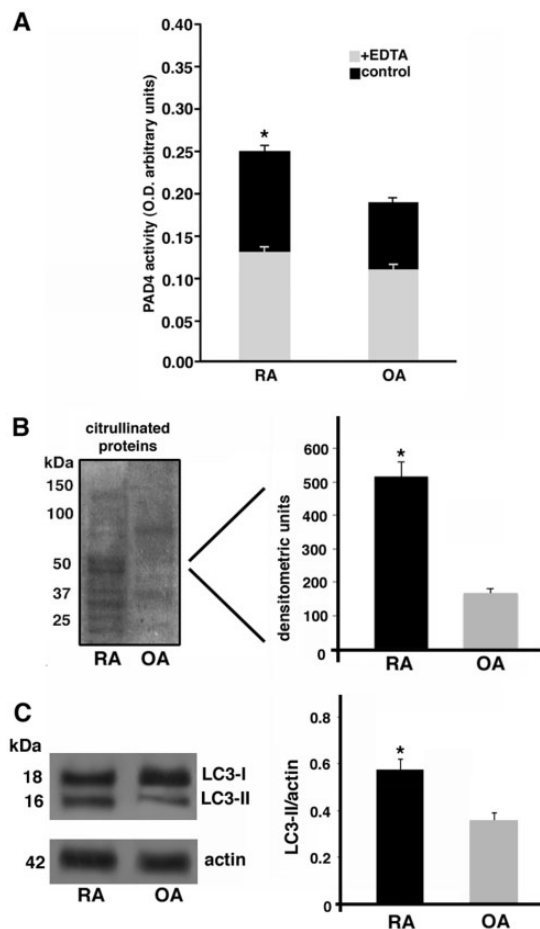 A
PAD4 activity (O.D. arbitrary units)
0.40
0.35
0.30
0.25
0.20
0.15
0.10
0.05
0.00
+EDTA
control
*
RA OA
B
citrullinated
proteins
kDa
150
100
50
37
25
RA OA
densitometric units
600
500
400
300
200
100
0
*
RA OA
C
kDa
18 LC3-I
16 LC3-II
42 actin
RA OA
LC3-II/actin
0.8
0.6
0.4
0.2
0
*
RA OA